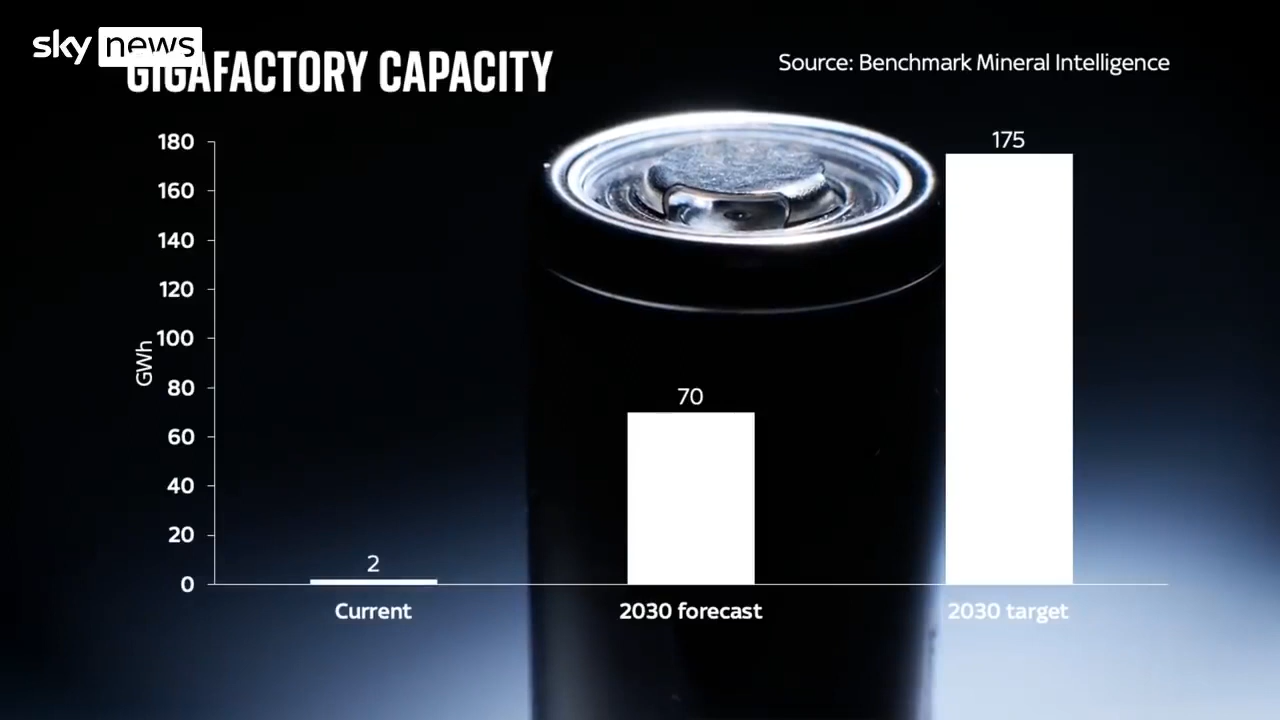 sky news
GIGAFACTORY CAPACITY
Source: Benchmark Mineral Intelligence
180
160
140
120
100
80
60
40
20
0
GWh
2
70
175
Current
2030 forecast
2030 target